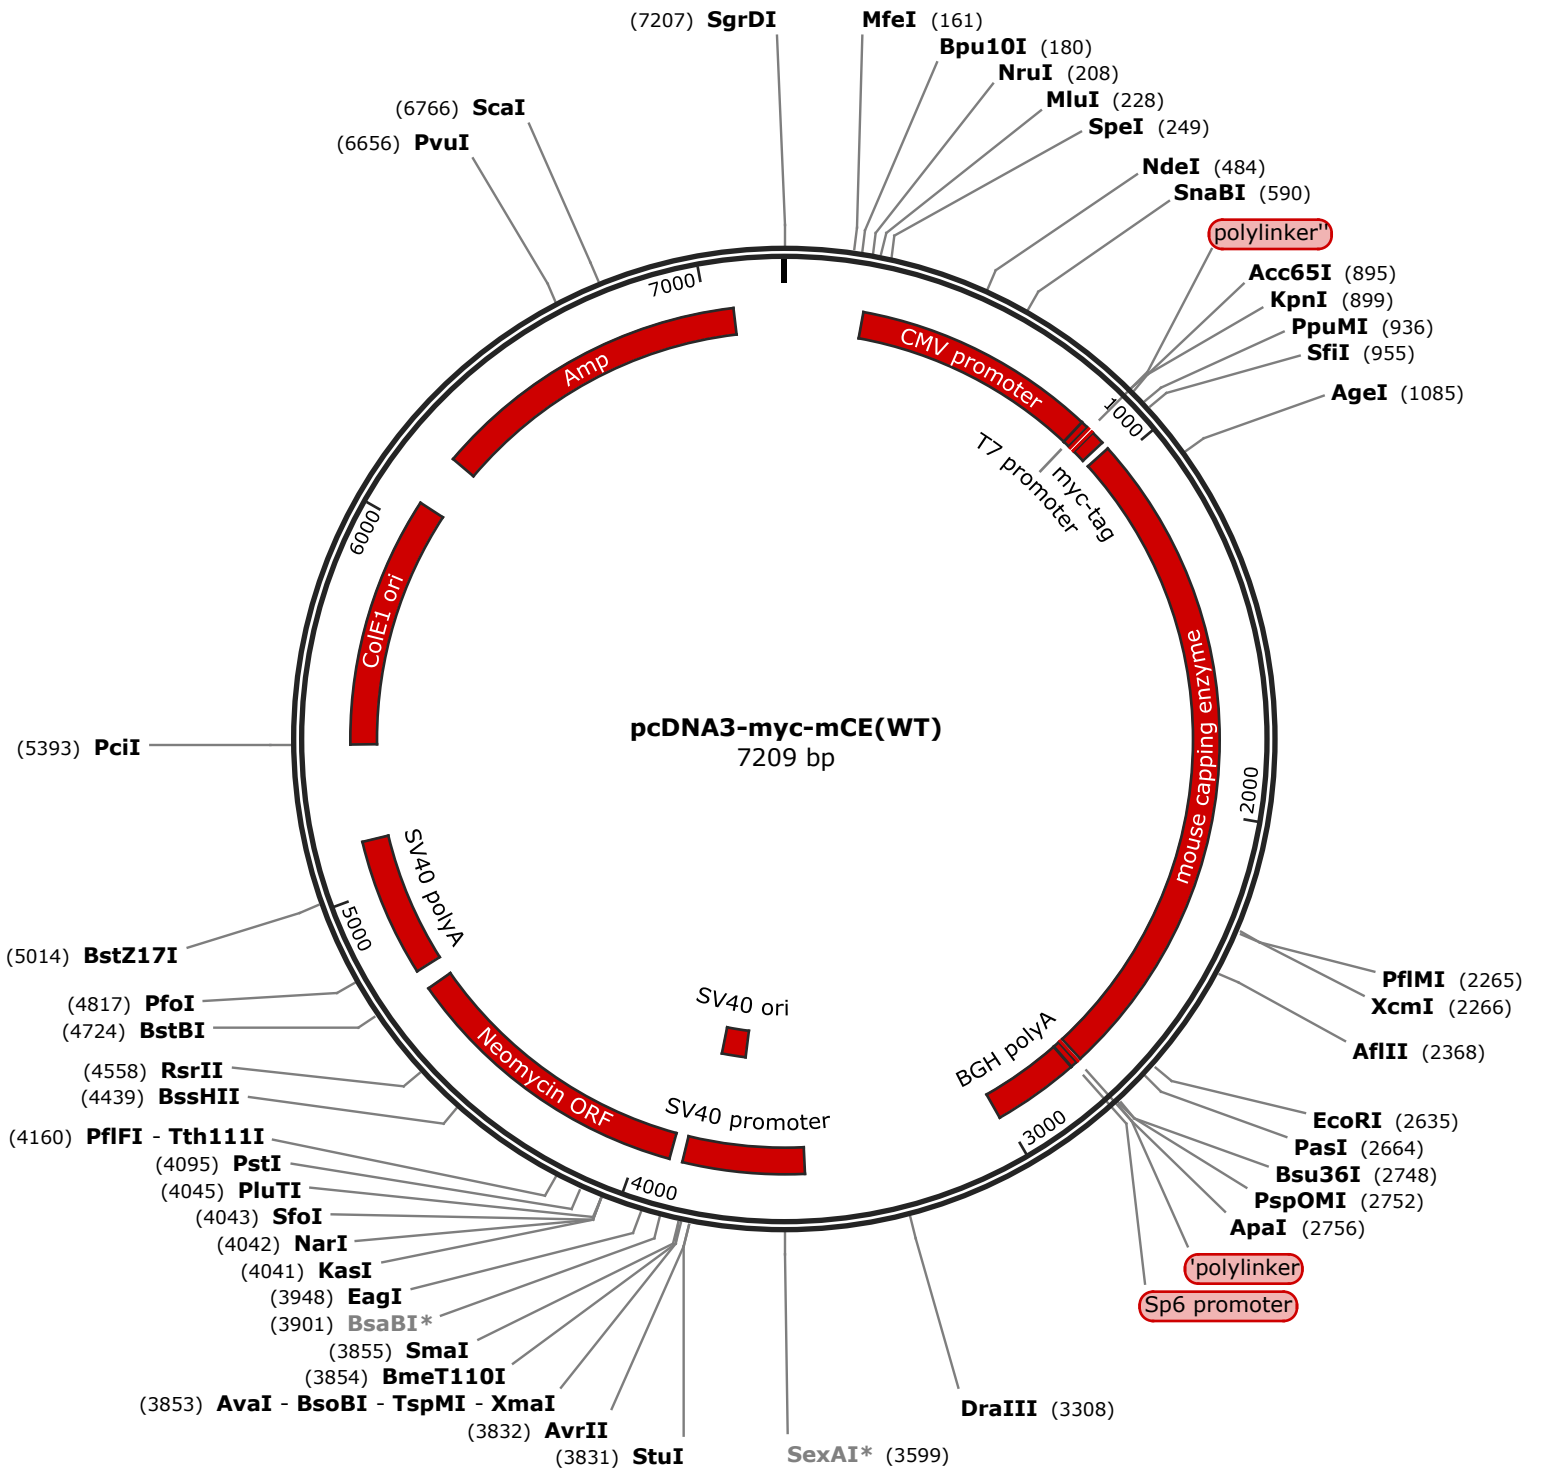 (7207) SgrDI
MfeI (161)
Bpu10I (180)
NruI (208)
MluI (228)
SpeI (249)
NdeI (484)
SnaBI (590)
polylinker"
Acc65I (895)
KpnI (899)
PpuMI (936)
SfiI (955)
AgeI (1085)
PflMI (2265)
XcmI (2266)
AflII (2368)
EcoRI (2635)
PasI (2664)
Bsu36I (2748)
PspOMI (2752)
ApaI (2756)
'polylinker
Sp6 promoter
DraIII (3308)
SexAI* (3599)
(3831) StuI
(3832) AvrII
(3853) AvaI - BsoBI - TspMI - XmaI
(3854) BmeT110I
(3855) SmaI
(3901) BsaBI*
(3948) EagI
(4041) KasI
(4042) NarI
(4043) SfoI
(4045) PluTI
(4095) PstI
(4160) PflFI - Tth111I
(4439) BssHII
(4558) RsrII
(4724) BstBI
(4817) PfoI
(5014) BstZ17I
(5393) PciI
(6656) PvuI
(6766) ScaI
1000
2000
3000
4000
5000
6000
7000
CMV promoter
T7 promoter
myc-tag
mouse capping enzyme
BGH polyA
SV40 promoter
SV40 ori
Neomycin ORF
SV40 polyA
ColE1 ori
Amp
pcDNA3-myc-mCE(WT)
7209 bp